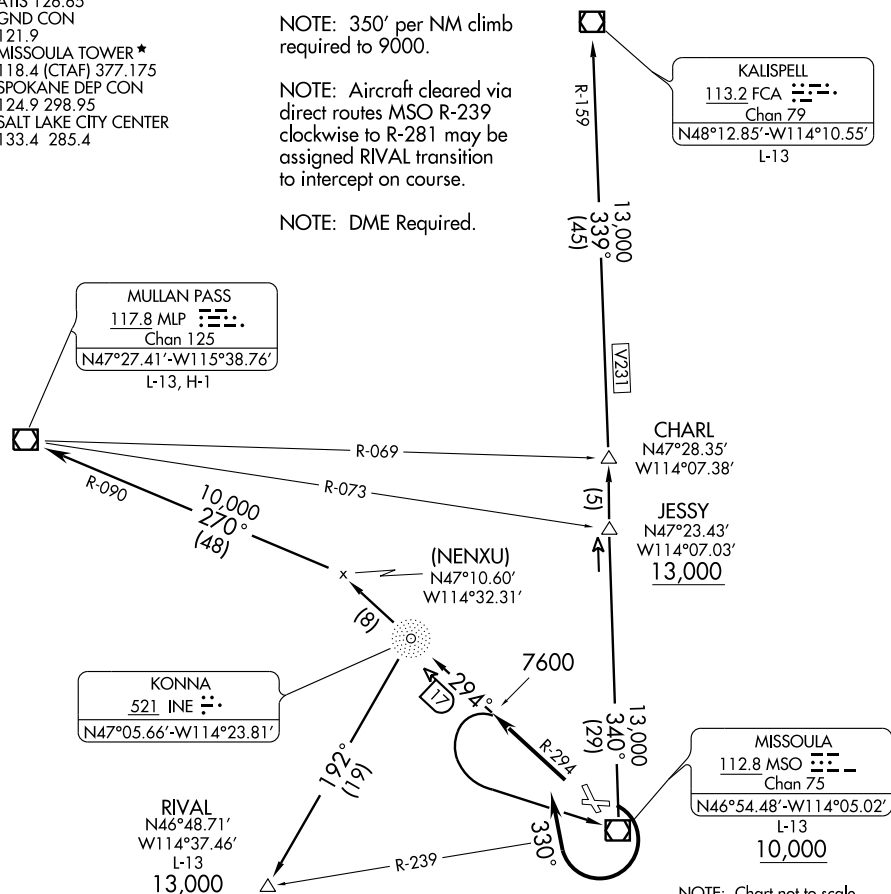 GND CON
121.9
MISSOULA TOWER★
118.4 (CTAF) 377.175
SPOKANE DEP CON
124.9 298.95
SALT LAKE CITY CENTER
133.4 285.4
NOTE: 350' per NM climb
required to 9000.
NOTE: Aircraft cleared via
direct routes MSO R-239
clockwise to R-281 may be
assigned RIVAL transition
to intercept on course.
NOTE: DME Required.
R-159
KALISPELL
113.2 FCA
Chan 79
N48°12.85'-W114°10.55'
L-13
13,000
339°
(45)
V231
MULLAN PASS
117.8 MLP
Chan 125
N47°27.41'-W115°38.76'
L-13, H-1
R-069
CHARL
N47°28.35'
W114°07.38'
R-090
R-073
(5)
10,000
270°
(48)
JESSY
N47°23.43'
W114°07.03'
13,000
(NENXU)
N47°10.60'
W114°32.31'
x
(8)
KONNA
521 INE
N47°05.66'-W114°23.81'
17
294°
7600
R-294
13,000
340°
(29)
MISSOULA
112.8 MSO
Chan 75
N46°54.48'-W114°05.02'
L-13
10,000
192°
(19)
330°
RIVAL
N46°48.71'
W114°37.46'
L-13
13,000
R-239
NOTE: Chart not to scale